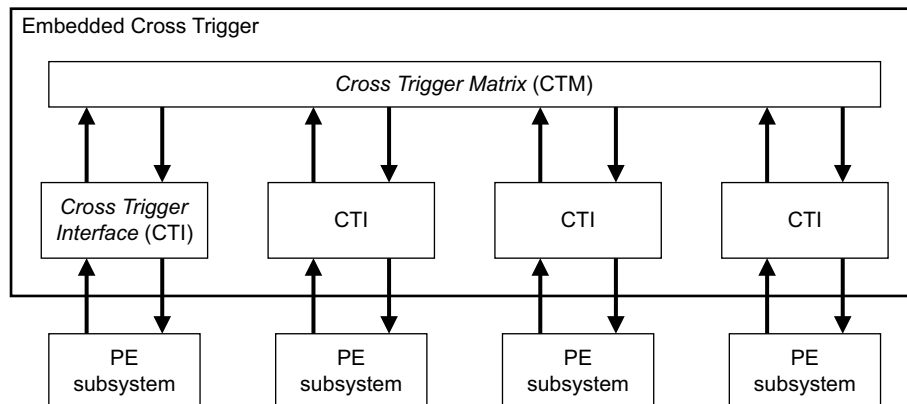 Embedded Cross Trigger
Cross Trigger Matrix (CTM)
Cross Trigger
Interface (CTI)
CTI
CTI
CTI
PE
subsystem
PE
subsystem
PE
subsystem
PE
subsystem